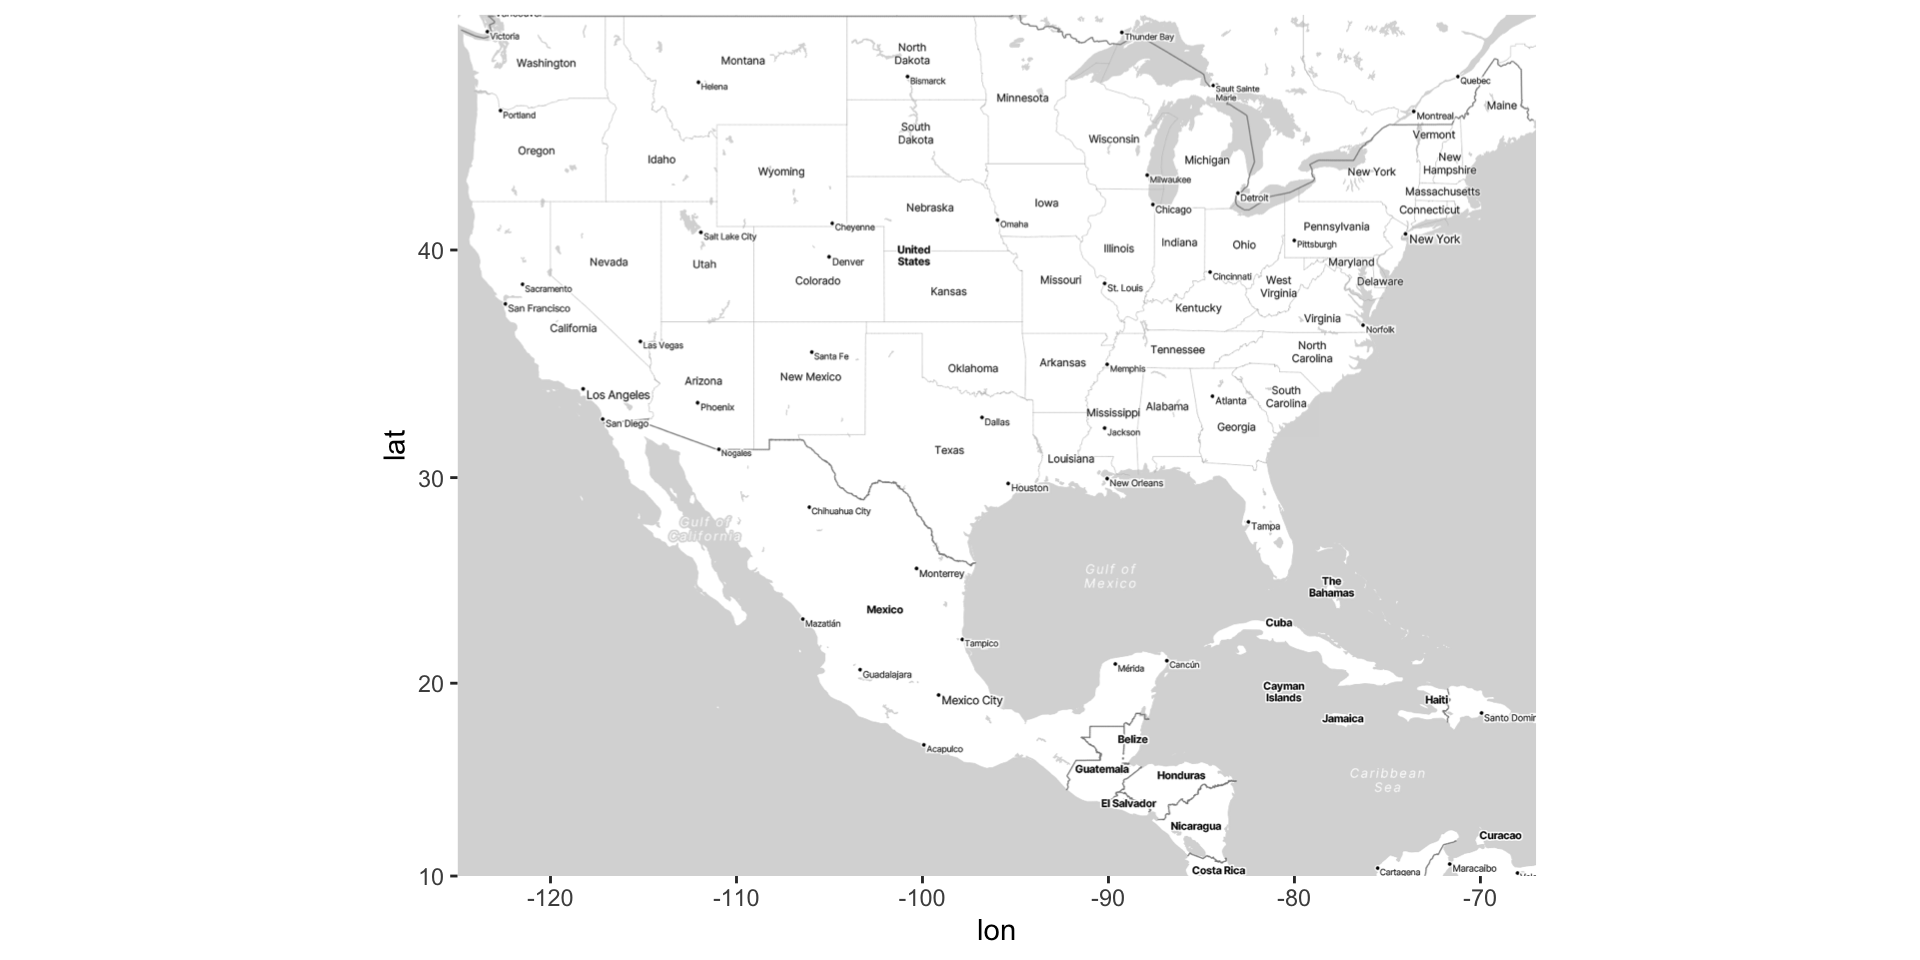 Vancouver
Victoria
Washington
Montana
North
Dakota
Thunder Bay
Helena
Bismarck
Quebec
Sault Sainte
Marie
Minnesota
Maine
Portland
Montreal
South
Dakota
Vermont
Wisconsin
Oregon
Idaho
Michigan
New
Hampshire
Wyoming
New York
Milwaukee
Massachusetts
Detroit
Nebraska
Iowa
Chicago
Connecticut
Omaha
Cheyenne
Pennsylvania
Salt Lake City
New York
Pittsburgh
Indiana
Ohio
Illinois
40
United
States
Nevada
Utah
Denver
Maryland
Colorado
Missouri
Cincinnati
West
Virginia
Delaware
Sacramento
Kansas
St. Louis
San Francisco
Kentucky
Virginia
California
Norfolk
Las Vegas
Santa Fe
Tennessee
North
Carolina
Arkansas
Oklahoma
Memphis
New Mexico
Arizona
Los Angeles
South
Carolina
Phoenix
Atlanta
Alabama
Mississippi
San Diego
Dallas
Jackson
Georgia
lat
Nogales
Texas
Louisiana
30
Houston
New Orleans
Chihuahua City
Gulf of
California
Tampa
Monterrey
Gulf of
Mexico
The
Bahamas
Mexico
Mazatlán
Cuba
Tampico
Mérida
Cancún
Guadalajara
20
Cayman
Islands
Mexico City
Haiti
Jamaica
Santo Domin
Belize
Acapulco
Guatemala
Honduras
Caribbean
Sea
El Salvador
Nicaragua
Curacao
Costa Rica
Cartagena
Maracaibo
10
-120
-110
-100
-90
-80
-70
lon